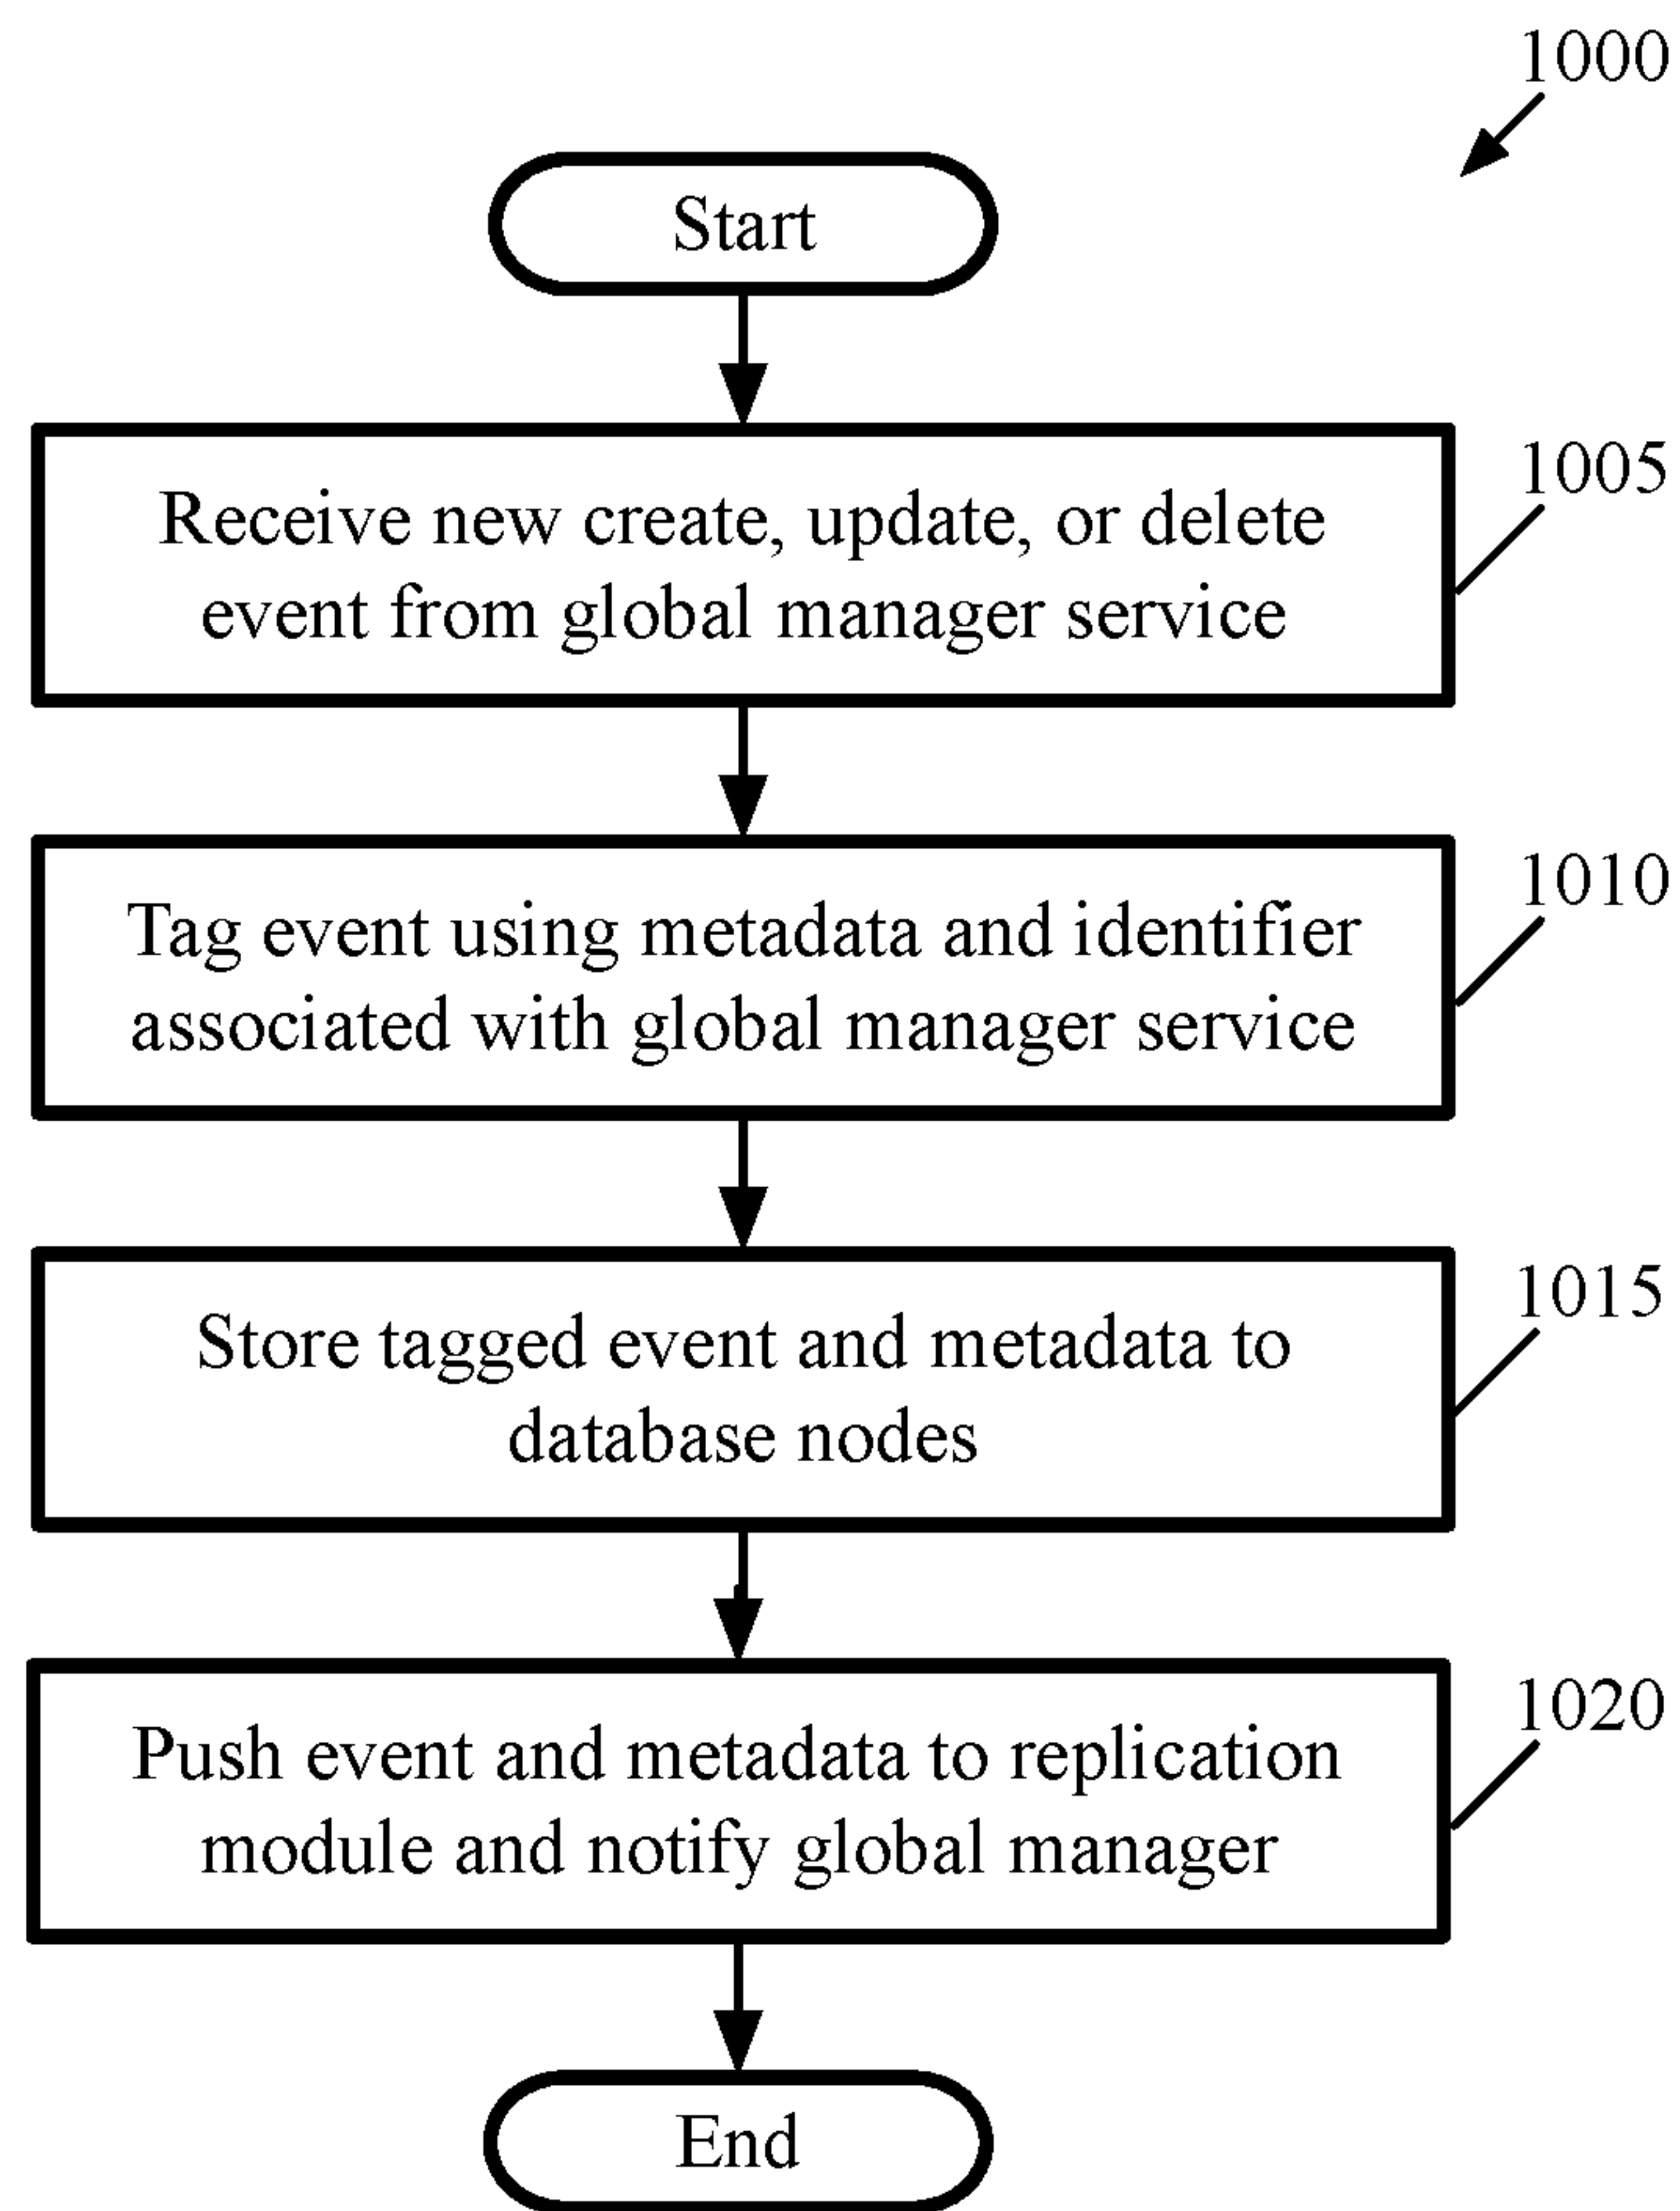 1000
Start
Receive new create, update, or delete
event from global manager service
1005
Tag event using metadata and identifier
associated with global manager service
1010
Store tagged event and metadata to
database nodes
1015
Push event and metadata to replication
module and notify global manager
1020
End